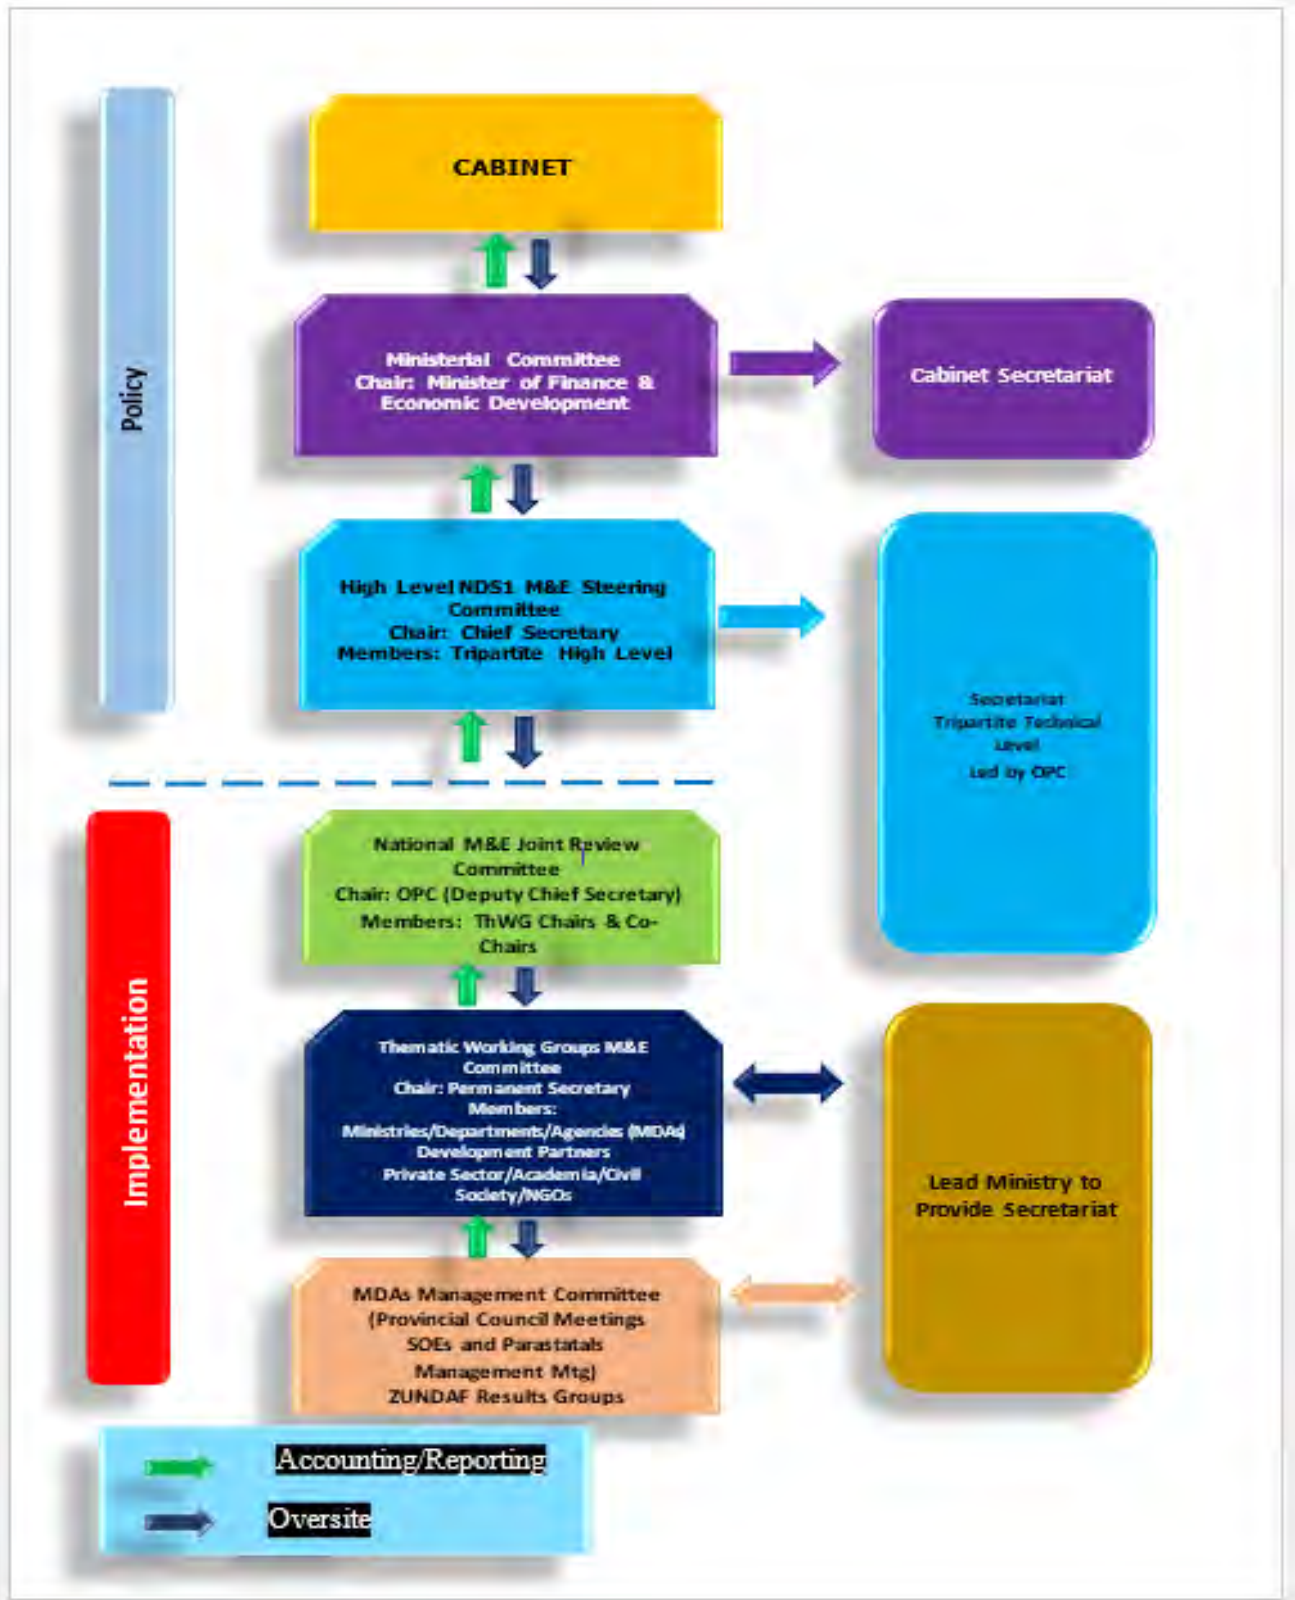 Policy
CABINET
Ministerial Committee
Chair: Minister of Finance &
Economic Development
Cabinet Secretariat
High Level NDS1 M&E Steering
Committee
Chair: Chief Secretary
Members: Tripartite High Level
Secretariat
Tripartite Technical
Level
Led by OPC
Implementation
National M&E Joint Review
Committee
Chair: OPC (Deputy Chief Secretary)
Members: ThWG Chairs & Co-
Chairs
Thematic Working Groups M&E
Committee
Chair: Permanent Secretary
Members:
Ministries/Departments/Agencies (MDAs)
Development Partners
Private Sector/Academia/Civil
Society/NGOs
Lead Ministry to
Provide Secretariat
MDAs Management Committee
(Provincial Council Meetings
SOEs and Parastatals
Management Mtg)
ZUNDAF Results Groups
Accounting/Reporting
Oversite